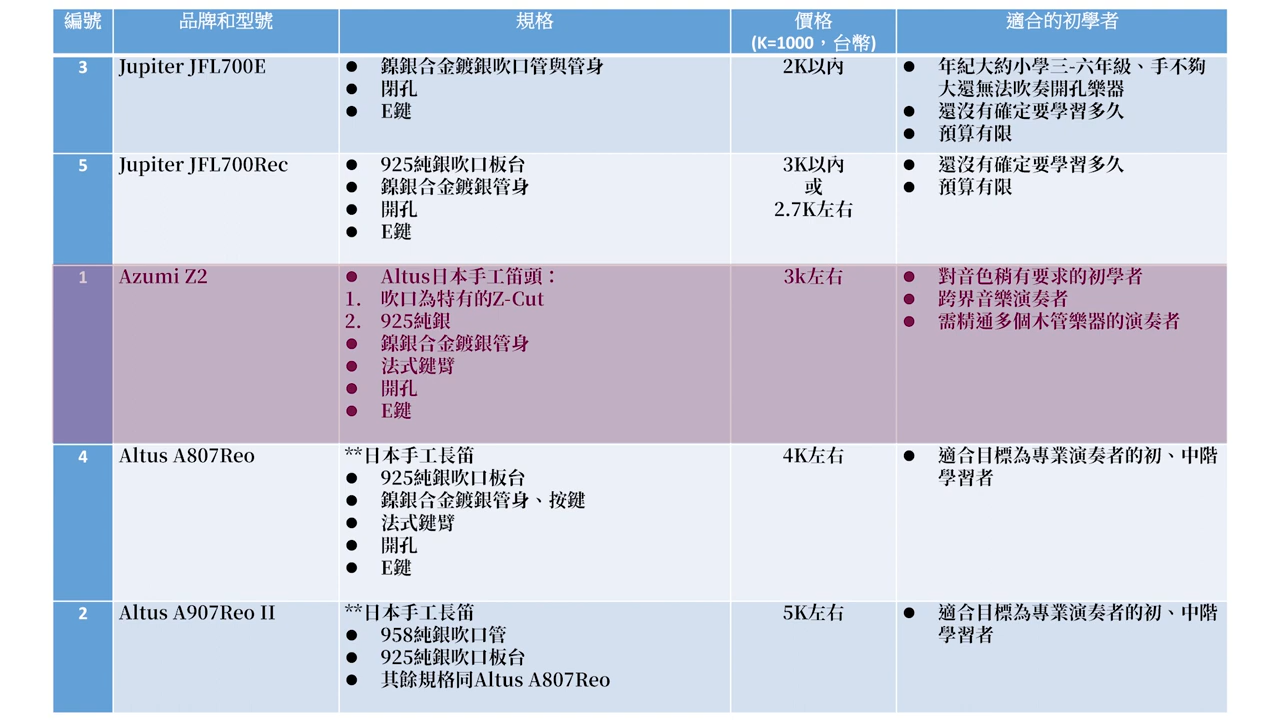 編號 品牌和型號 規格 價格 適合的初學者
(K=1000，台幣)
3 Jupiter JFL700E ● 鎳銀合金鍍銀吹口管與管身 2K以內 ● 年紀大約小學三-六年級、手不夠
● 閉孔 大還無法吹奏開孔樂器
● E鍵 ● 還沒有確定要學習多久
● 預算有限
5 Jupiter JFL700Rec ● 925純銀吹口板台 3K以內 ● 還沒有確定要學習多久
● 鎳銀合金鍍銀管身 或 ● 預算有限
● 開孔 2.7K左右
● E鍵
1 Azumi Z2 ● Altus日本手工笛頭： 3k左右 ● 對音色稍有要求的初學者
1. 吹口為特有的Z-Cut ● 跨界音樂演奏者
2. 925純銀 ● 需精通多個木管樂器的演奏者
● 鎳銀合金鍍銀管身
● 法式鍵臂
● 開孔
● E鍵
4 Altus A807Reo **日本手工長笛 4K左右 ● 適合目標為專業演奏者的初、中階
● 925純銀吹口板台 學習者
● 鎳銀合金鍍銀管身、按鍵
● 法式鍵臂
● 開孔
● E鍵
2 Altus A907Reo II **日本手工長笛 5K左右 ● 適合目標為專業演奏者的初、中階
● 958純銀吹口管 學習者
● 925純銀吹口板台
● 其餘規格同Altus A807Reo